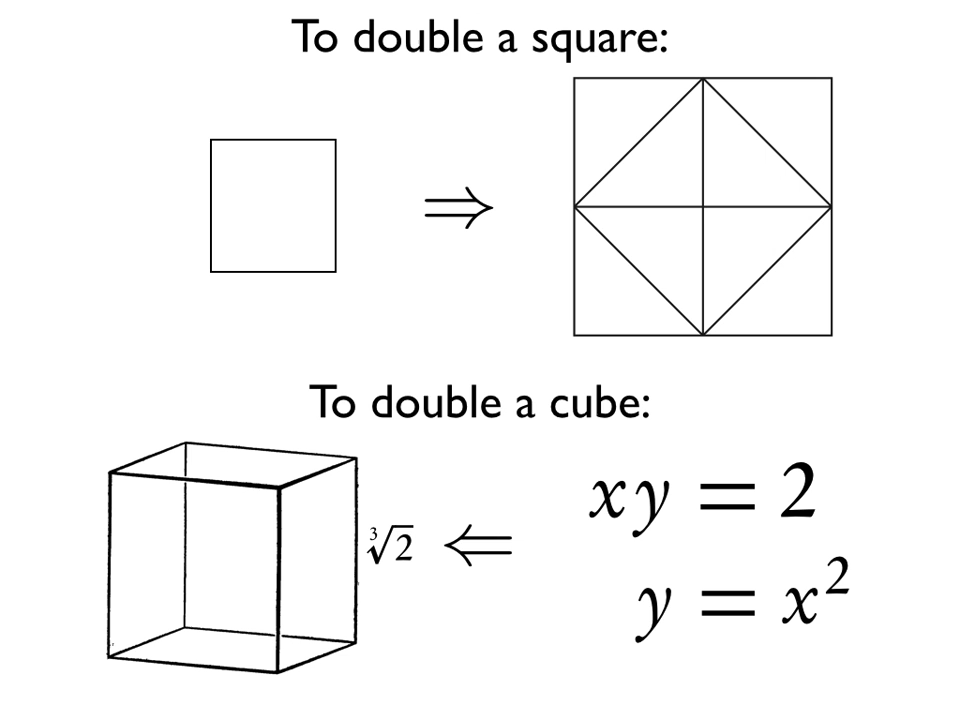 To double a square:
⇒
To double a cube:
∛2 ⇐
xy = 2
y = x²